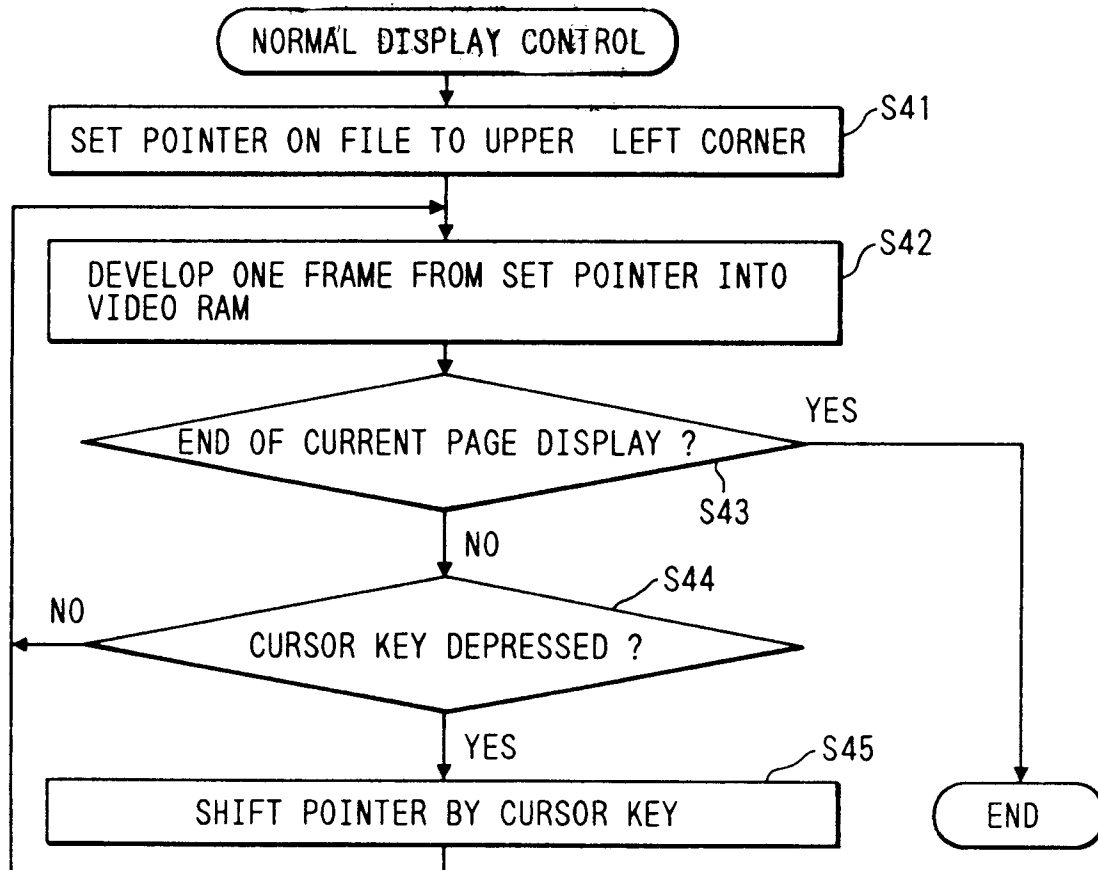 NORMAL DISPLAY CONTROL
S41
SET POINTER ON FILE TO UPPER LEFT CORNER
S42
DEVELOP ONE FRAME FROM SET POINTER INTO
VIDEO RAM
YES
END OF CURRENT PAGE DISPLAY ?
S43
NO
S44
NO
CURSOR KEY DEPRESSED ?
YES
S45
SHIFT POINTER BY CURSOR KEY
END